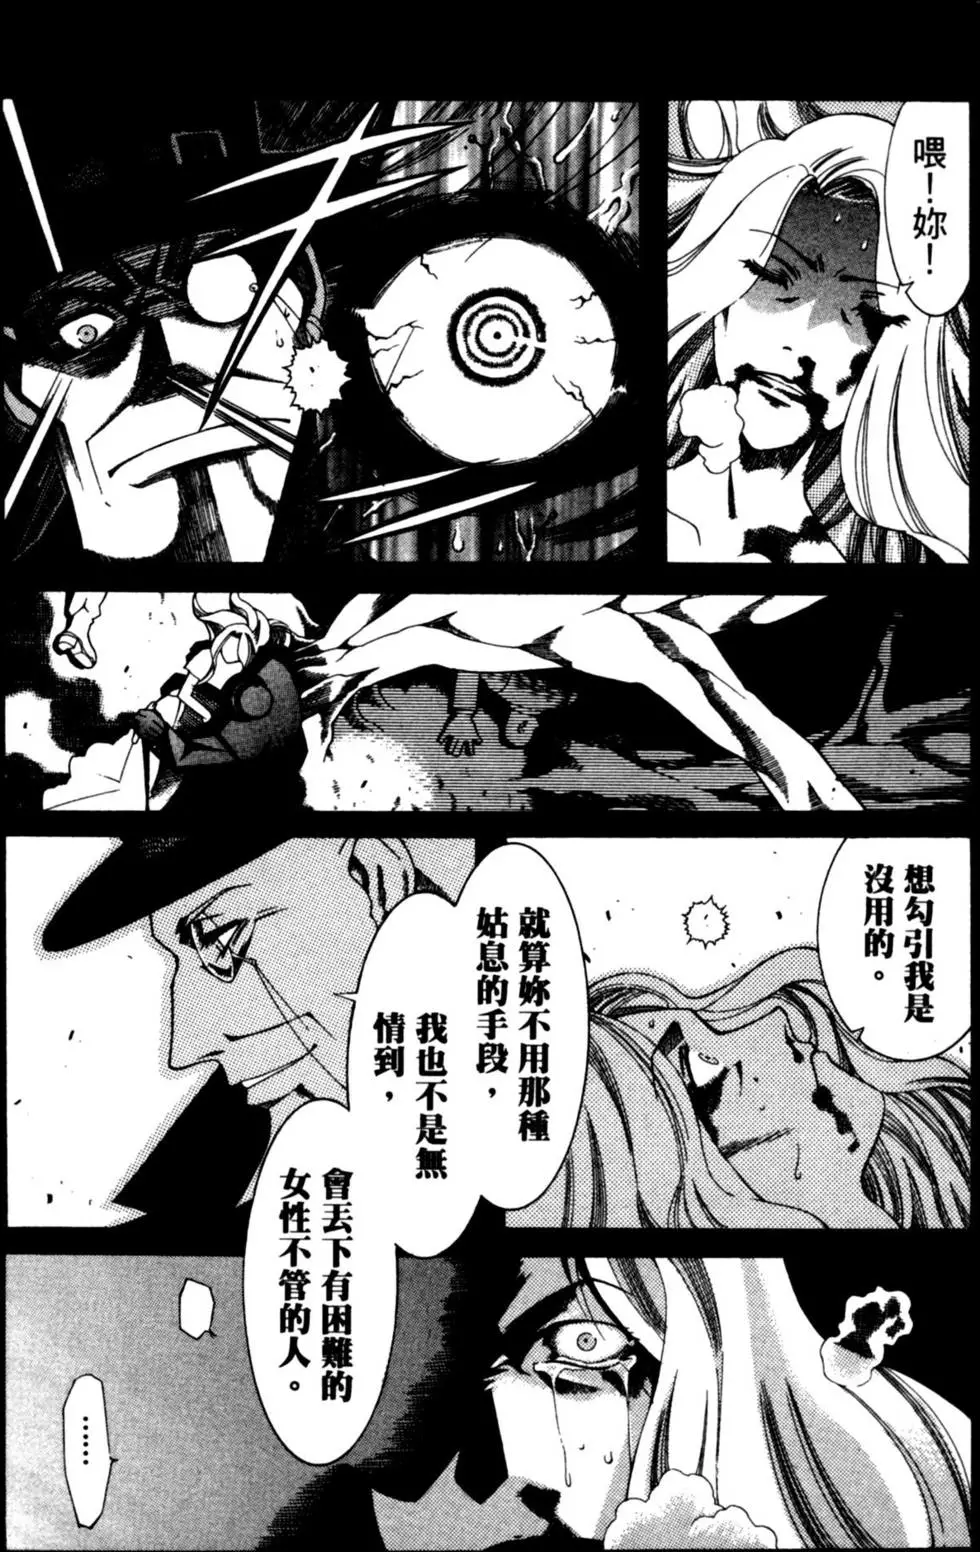 喂！妳！
想勾引我是
沒用的。
就算妳不用那種
姑息的手段，
我也不是無
情到，
會丟下有困難的
女性不管的人。
……